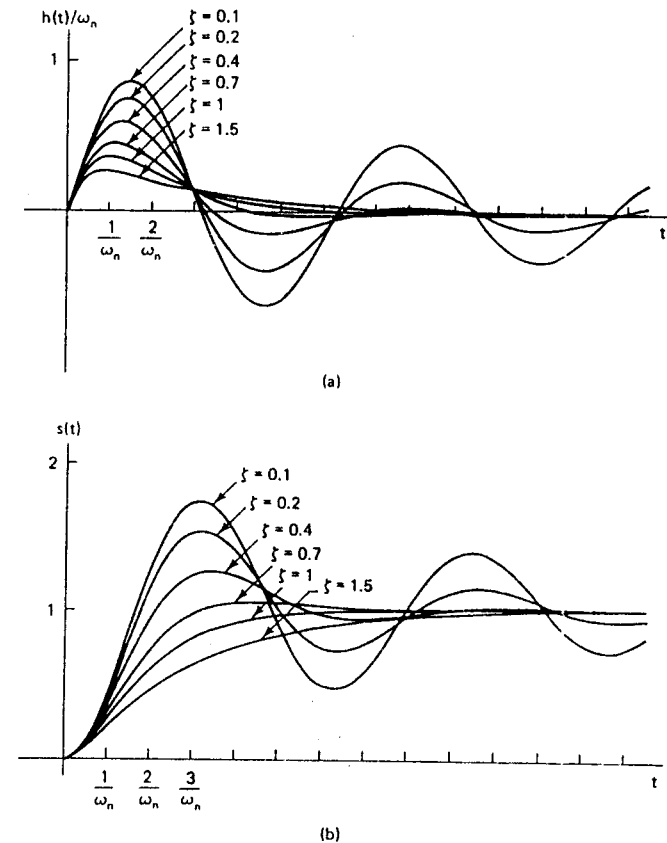 h(t)/ωₙ
ζ = 0.1
ζ = 0.2
1
ζ = 0.4
ζ = 0.7
ζ = 1
ζ = 1.5
1/ωₙ 2/ωₙ
t
(a)
s(t)
2
ζ = 0.1
ζ = 0.2
ζ = 0.4
ζ = 0.7
ζ = 1
ζ = 1.5
1
1/ωₙ 2/ωₙ 3/ωₙ
t
(b)